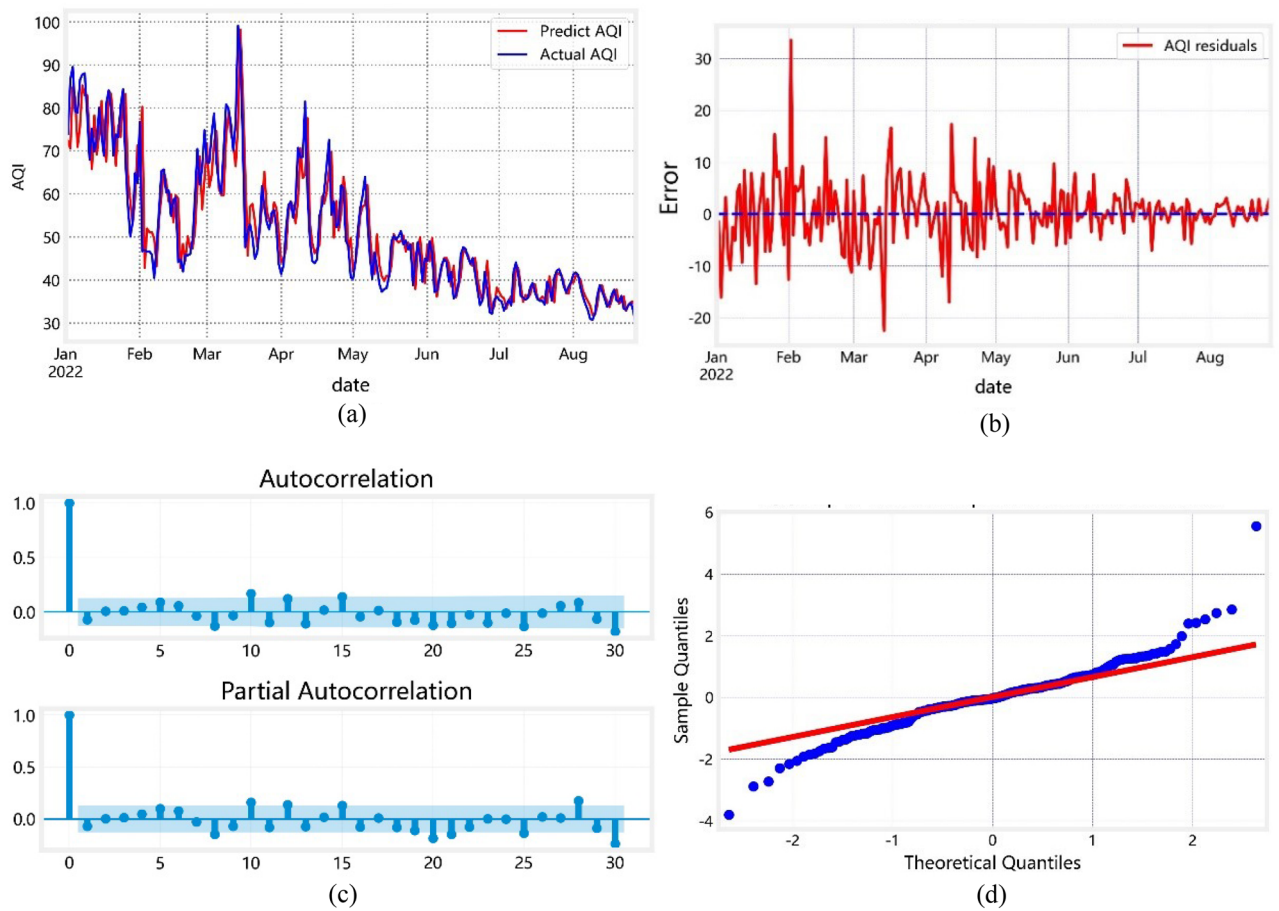 100
90
80
70
60
50
40
30
AQI
Predict AQI
Actual AQI
Jan
2022
Feb
Mar
Apr
May
Jun
Jul
Aug
date
(a)
30
20
10
0
-10
-20
Error
AQI residuals
Jan
2022
Feb
Mar
Apr
May
Jun
Jul
Aug
date
(b)
Autocorrelation
1.0
0.5
0.0
0 5 10 15 20 25 30
Partial Autocorrelation
1.0
0.5
0.0
0 5 10 15 20 25 30
(c)
6
4
2
0
-2
-4
Sample Quantiles
-2 -1 0 1 2
Theoretical Quantiles
(d)